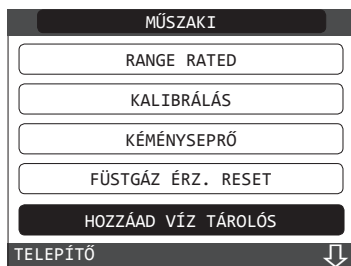 MŰSZAKI
RANGE RATED
KALIBRÁLÁS
KÉMÉNYSEPRŐ
FÜSTGÁZ ÉRZ. RESET
HOZZÁAD VÍZ TÁROLÓS
TELEPÍTŐ